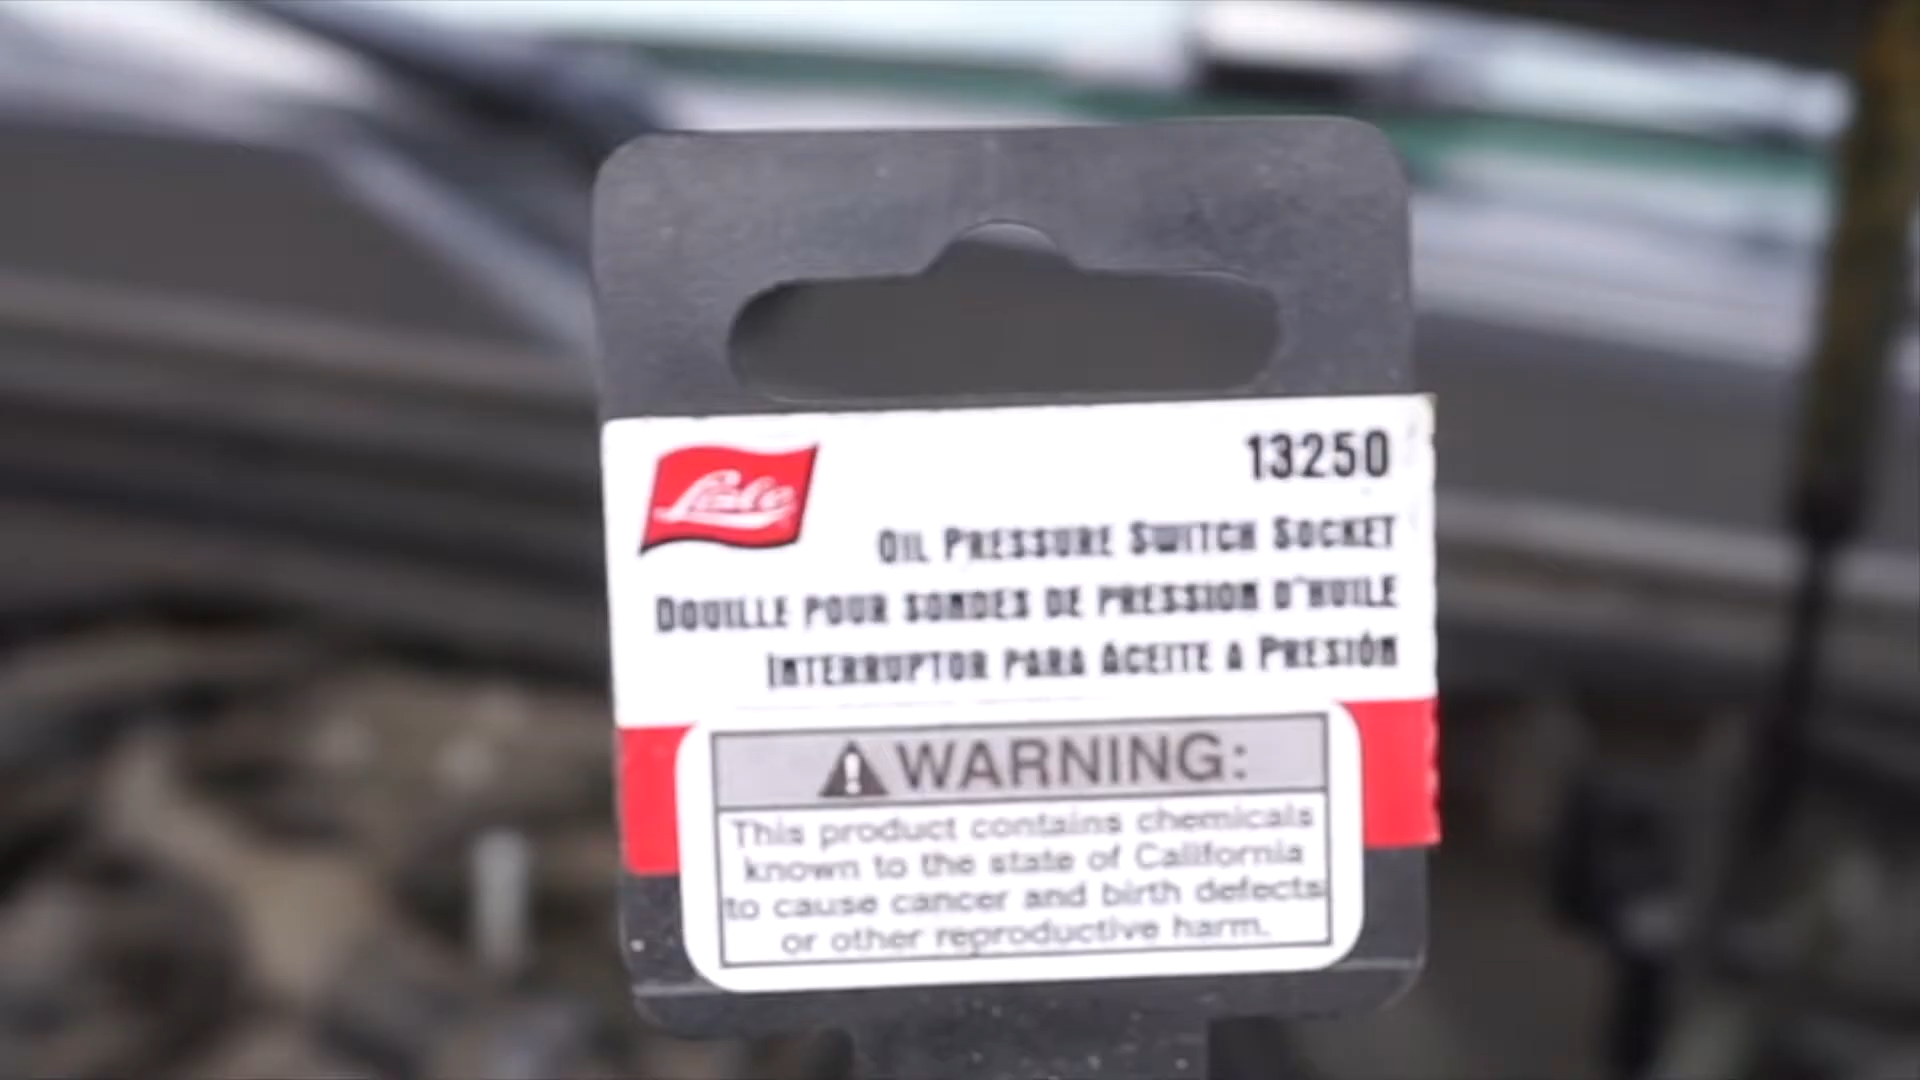 Lisle
13250
OIL PRESSURE SWITCH SOCKET
DOUILLE POUR SONDES DE PRESSION D'HUILE
INTERRUPTOR PARA ACEITE A PRESIÓN
WARNING:
This product contains chemicals
known to the state of California
to cause cancer and birth defects
or other reproductive harm.